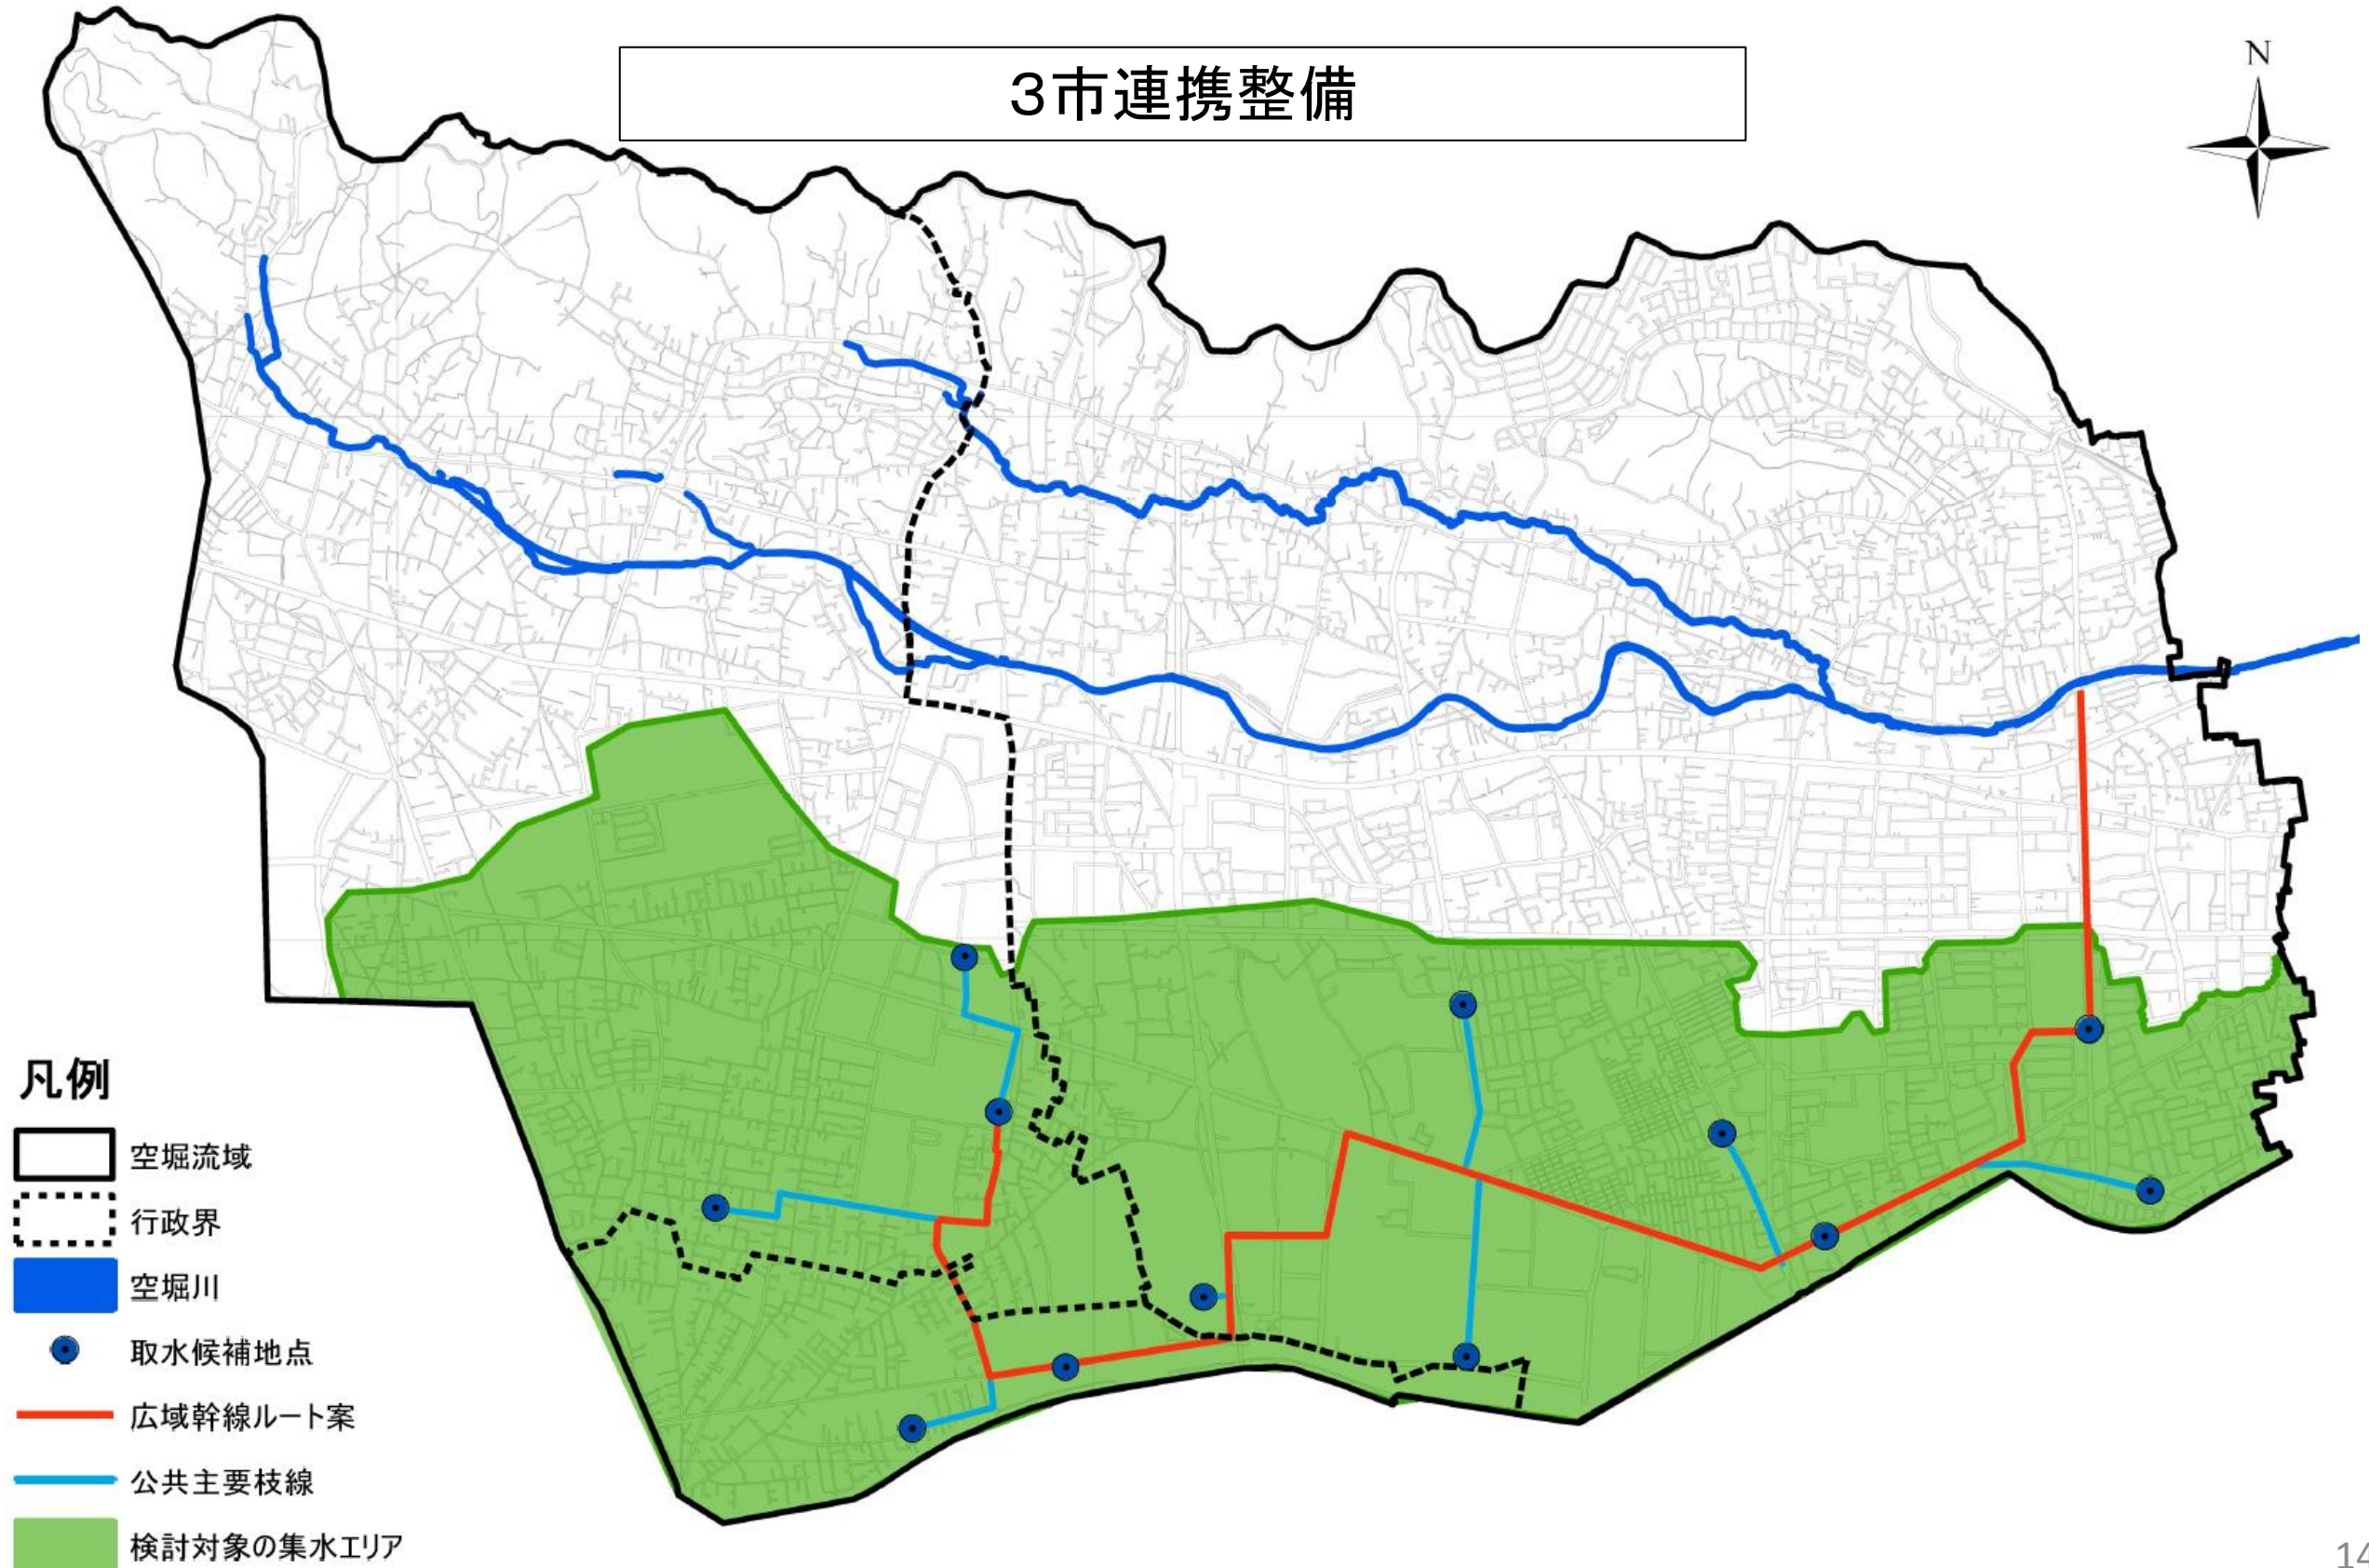 3市連携整備
N
凡例
空堀流域
行政界
空堀川
取水候補地点
広域幹線ルート案
公共主要枝線
検討対象の集水エリア
14